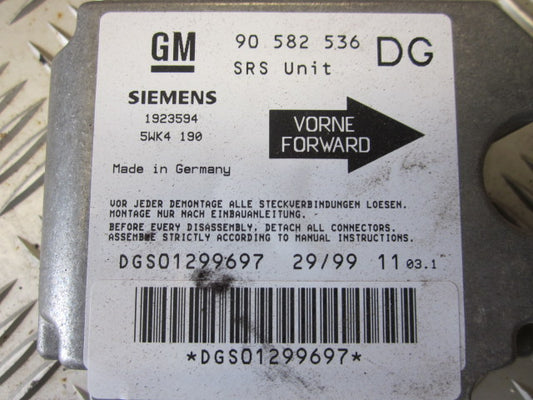 GM 90 582 536 DG
SRS Unit
SIEMENS
1923594
5WK4 190
VORNE
FORWARD
Made in Germany
VOR JEDER DEMONTAGE ALLE STECKVERBINDUNGEN LOESEN.
MONTAGE NUR NACH EINBAUANLEITUNG.
BEFORE EVERY DISASSEMBLY, DETACH ALL CONNECTORS.
ASSEMBLE STRICTLY ACCORDING TO MANUAL INSTRUCTIONS.
DGS01299697 29/99 11 03.1
*DGS01299697*